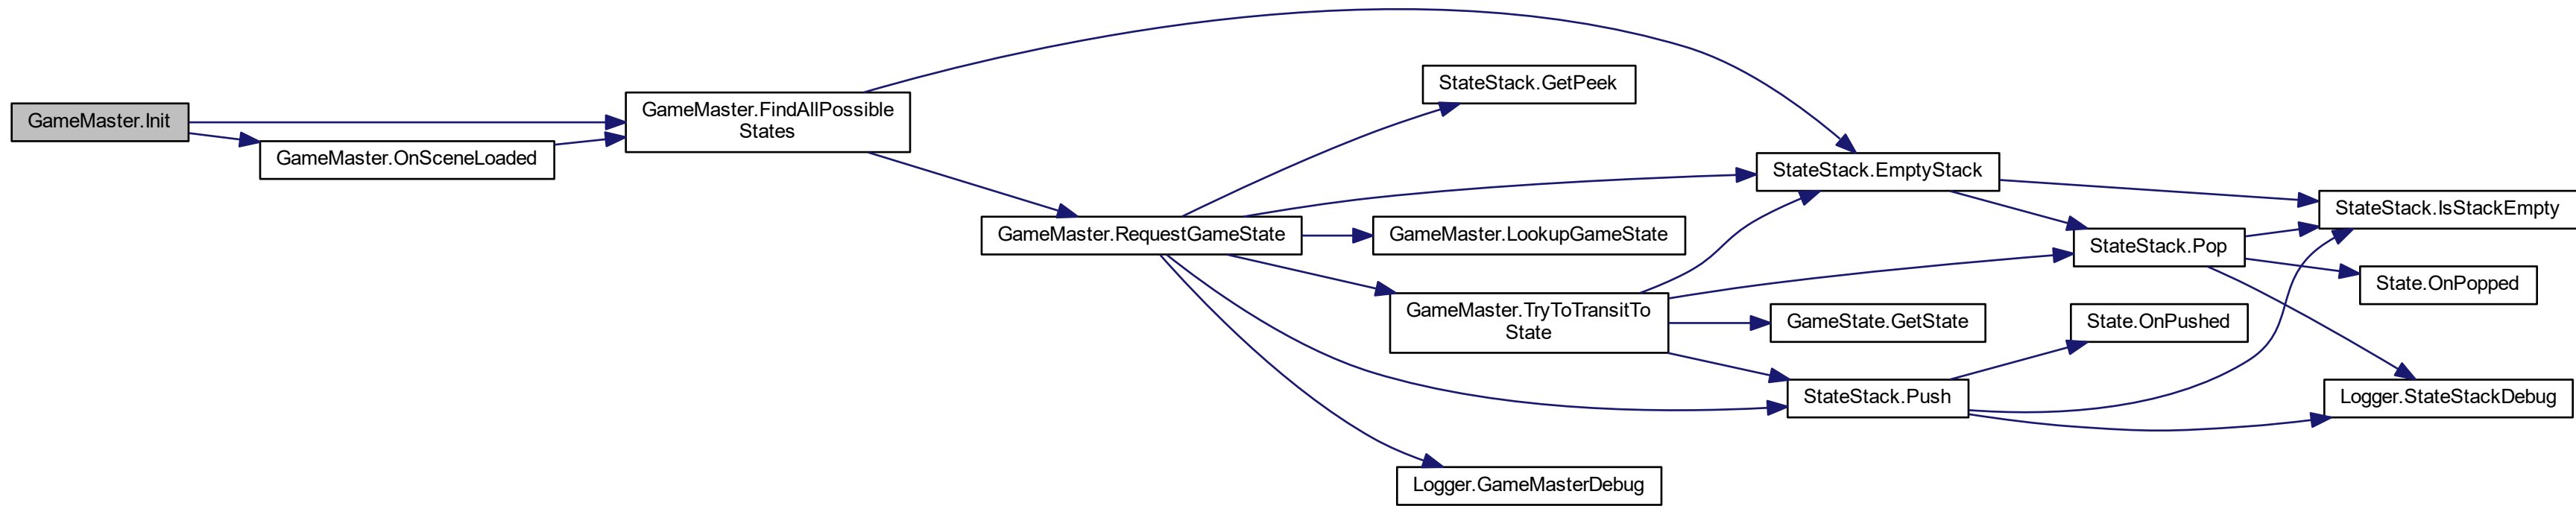 GameMaster.Init
GameMaster.OnSceneLoaded
GameMaster.FindAllPossible
States
GameMaster.RequestGameState
StateStack.GetPeek
GameMaster.LookupGameState
GameMaster.TryToTransitTo
State
Logger.GameMasterDebug
StateStack.EmptyStack
GameState.GetState
StateStack.Push
StateStack.Pop
State.OnPushed
StateStack.IsStackEmpty
State.OnPopped
Logger.StateStackDebug